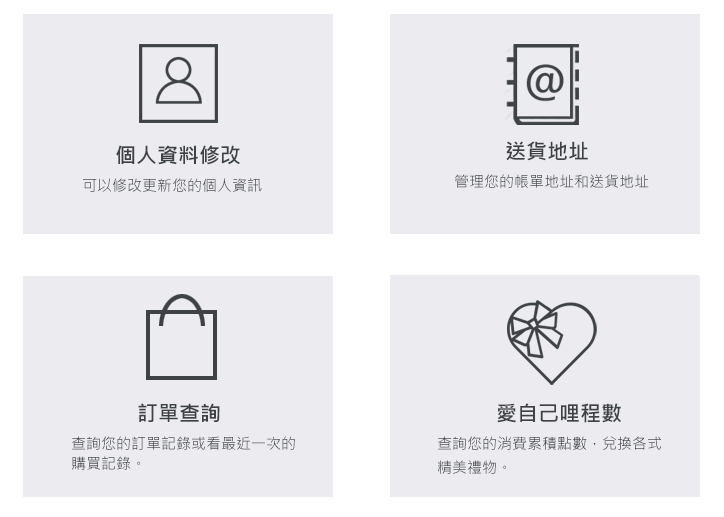 個人資料修改
可以修改更新您的個人資訊
@
送貨地址
管理您的帳單地址和送貨地址
訂單查詢
查詢您的訂單記錄或看最近一次的
購買記錄。
愛自己哩程數
查詢您的消費累積點數，兌換各式
精美禮物。